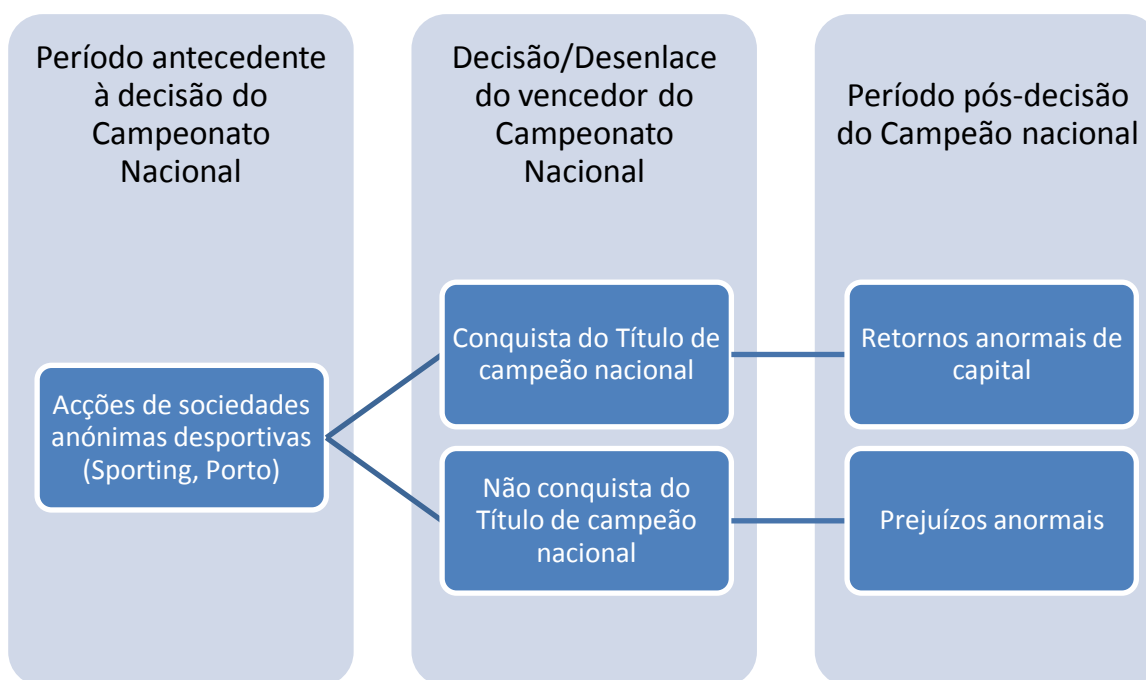 Período antecedente
à decisão do
Campeonato
Nacional
Acções de sociedades
anónimas desportivas
(Sporting, Porto)
Decisão/Desenlace
do vencedor do
Campeonato
Nacional
Conquista do Título de
campeão nacional
Não conquista do
Título de campeão
nacional
Período pós-decisão
do Campeão nacional
Retornos anormais de
capital
Prejuízos anormais